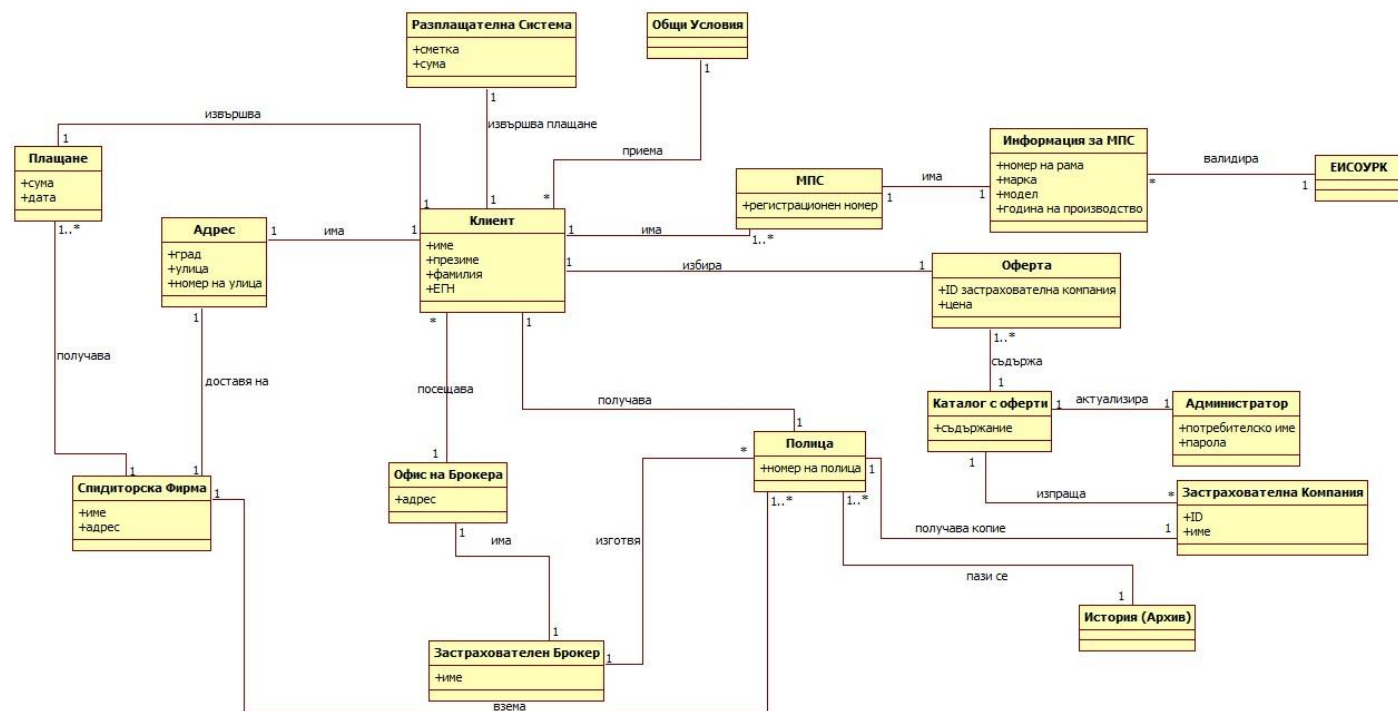 Разплащателна Система
+сметка
+сума
Общи Условия
1
1
извършва
извършва плащане
приема
1
Плащане
+сума
+дата
1..*
1
1
*
Информация за МПС
+номер на рама
+марка
+модел
+година на производство
валидира
*
1
ЕИСОУРК
МПС
+регистрационен номер
има
1
1
1..*
Адрес
+град
+улица
+номер на улица
1
има
1
1
Клиент
+име
+презиме
+фамилия
+ЕГН
1
има
1
избира
1
Оферта
+ID застрахователна компания
+цена
1..*
*
1
получава
доставя на
посещава
съдържа
1
получава
Каталог с оферти
+съдържание
1
актуализира
1
Администратор
+потребителско име
+парола
1
1
Полица
+номер на полица
*
1
1..*
1..*
1
1
1
Спидиторска Фирма
+име
+адрес
1
Офис на Брокера
+адрес
1
има
изготвя
изпраща
*
Застрахователна Компания
+ID
+име
получава копие
1
пази се
1
История (Архив)
1
Застрахователен Брокер
+име
1
взема